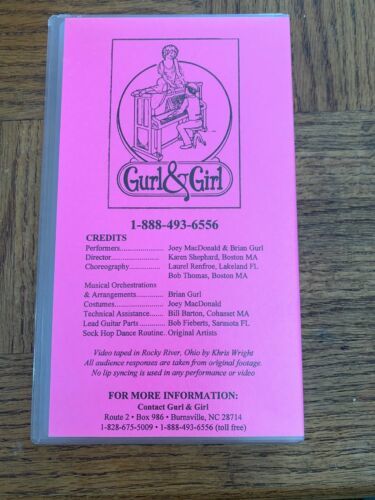 Gurl & Girl
1-888-493-6556
CREDITS
Performers...................... Joey MacDonald & Brian Gurl
Director........................ Karen Shephard, Boston MA
Choreography.............. Laurel Renfroe, Lakeland FL
Bob Thomas, Boston MA
Musical Orchestrations
& Arrangements............. Brian Gurl
Costumes....................... Joey MacDonald
Technical Assistance....... Bill Barton, Cohasset MA
Lead Guitar Parts............. Bob Fieberts, Sarasota FL
Sock Hop Dance Routine.. Original Artists
Video taped in Rocky River, Ohio by Khris Wright
All audience responses are taken from original footage.
No lip syncing is used in any performance or video
FOR MORE INFORMATION:
Contact Gurl & Girl
Route 2 • Box 986 • Burnsville, NC 28714
1-828-675-5009 • 1-888-493-6556 (toll free)